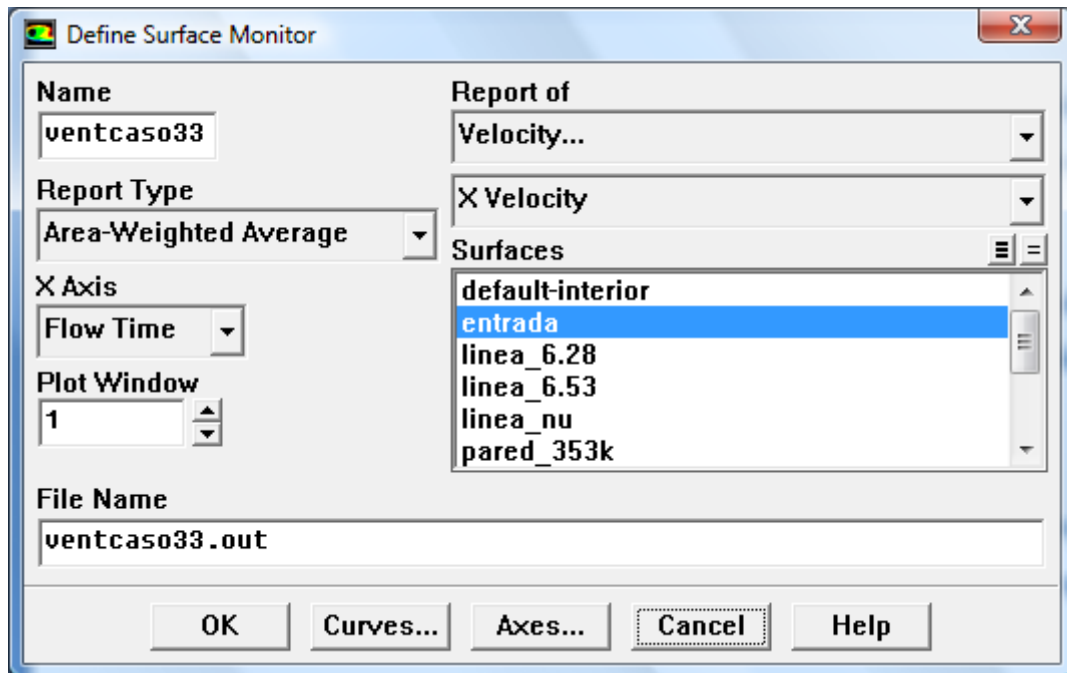 Define Surface Monitor
Name
ventcaso33
Report Type
Area-Weighted Average
X Axis
Flow Time
Plot Window
1
Report of
Velocity...
X Velocity
Surfaces
default-interior
entrada
linea_6.28
linea_6.53
linea_nu
pared_353k
File Name
ventcaso33.out
OK
Curves...
Axes...
Cancel
Help